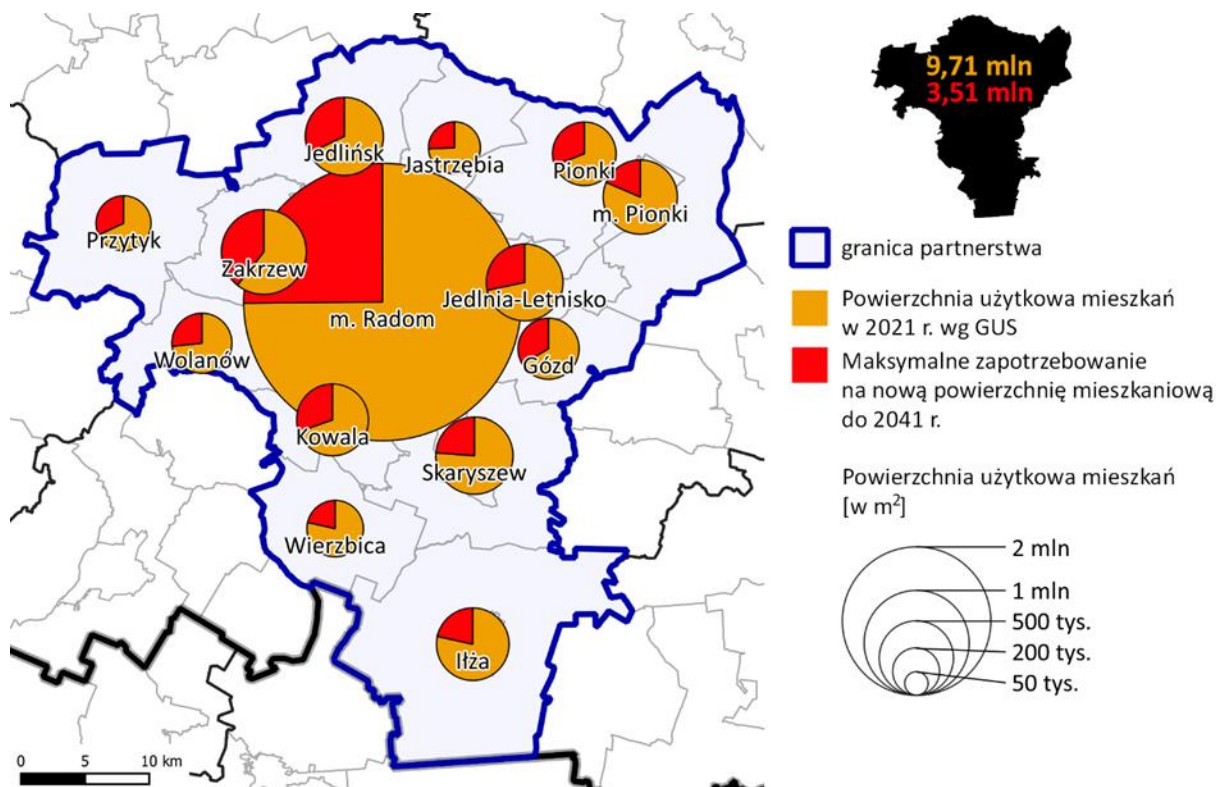 Jedlińsk
Jastrzębia
Pionki
m. Pionki
Przytyk
Zakrzew
Jedlnia-Letnisko
m. Radom
Wolanów
Gózd
Kowala
Skaryszew
Wierzbica
Iłża
0 5 10 km
9,71 mln
3,51 mln
granica partnerstwa
Powierzchnia użytkowa mieszkań
w 2021 r. wg GUS
Maksymalne zapotrzebowanie
na nową powierzchnię mieszkaniową
do 2041 r.
Powierzchnia użytkowa mieszkań
[w m²]
2 mln
1 mln
500 tys.
200 tys.
50 tys.